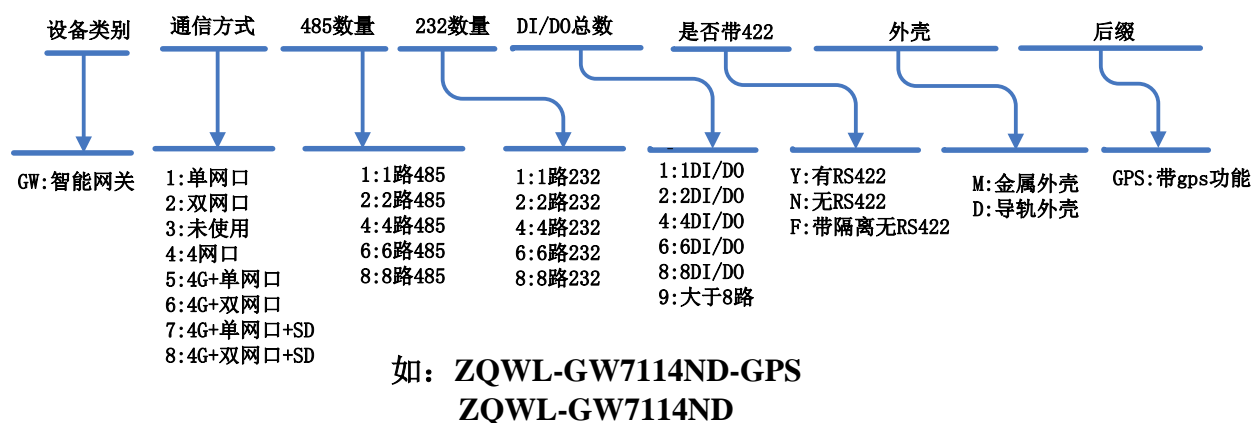 设备类别
通信方式
485数量
232数量
DI/DO总数
是否带422
外壳
后缀
GW:智能网关
1:单网口
2:双网口
3:未使用
4:4网口
5:4G+单网口
6:4G+双网口
7:4G+单网口+SD
8:4G+双网口+SD
1:1路485
2:2路485
4:4路485
6:6路485
8:8路485
1:1路232
2:2路232
4:4路232
6:6路232
8:8路232
1:1DI/DO
2:2DI/DO
4:4DI/DO
6:6DI/DO
8:8DI/DO
9:大于8路
Y:有RS422
N:无RS422
F:带隔离无RS422
M:金属外壳
D:导轨外壳
GPS:带gps功能
如：ZQWL-GW7114ND-GPS
ZQWL-GW7114ND